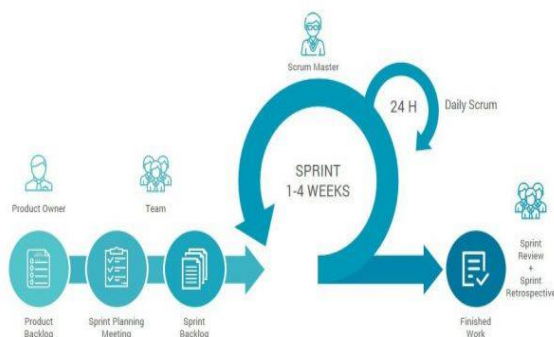 Scrum Master
24 H
Daily Scrum
SPRINT
1-4 WEEKS
Product Owner
Team
Sprint
Review
+
Sprint
Retrospective
Product
Backlog
Sprint Planning
Meeting
Sprint
Backlog
Finished
Work